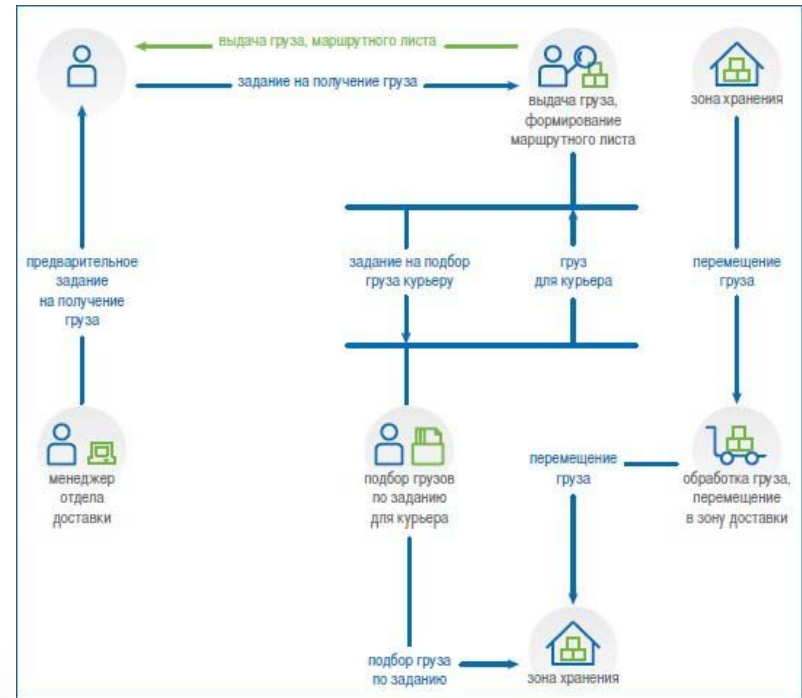 выдача груза, маршрутного листа
задание на получение груза
выдача груза,
формирование
маршрутного листа
зона хранения
предварительное
задание
на получение
груза
задание на подбор
груза курьеру
груз
для курьера
перемещение
груза
менеджер
отдела
доставки
подбор грузов
по заданию
для курьера
перемещение
груза
обработка груза,
перемещение
в зону доставки
подбор груза
по заданию
зона хранения